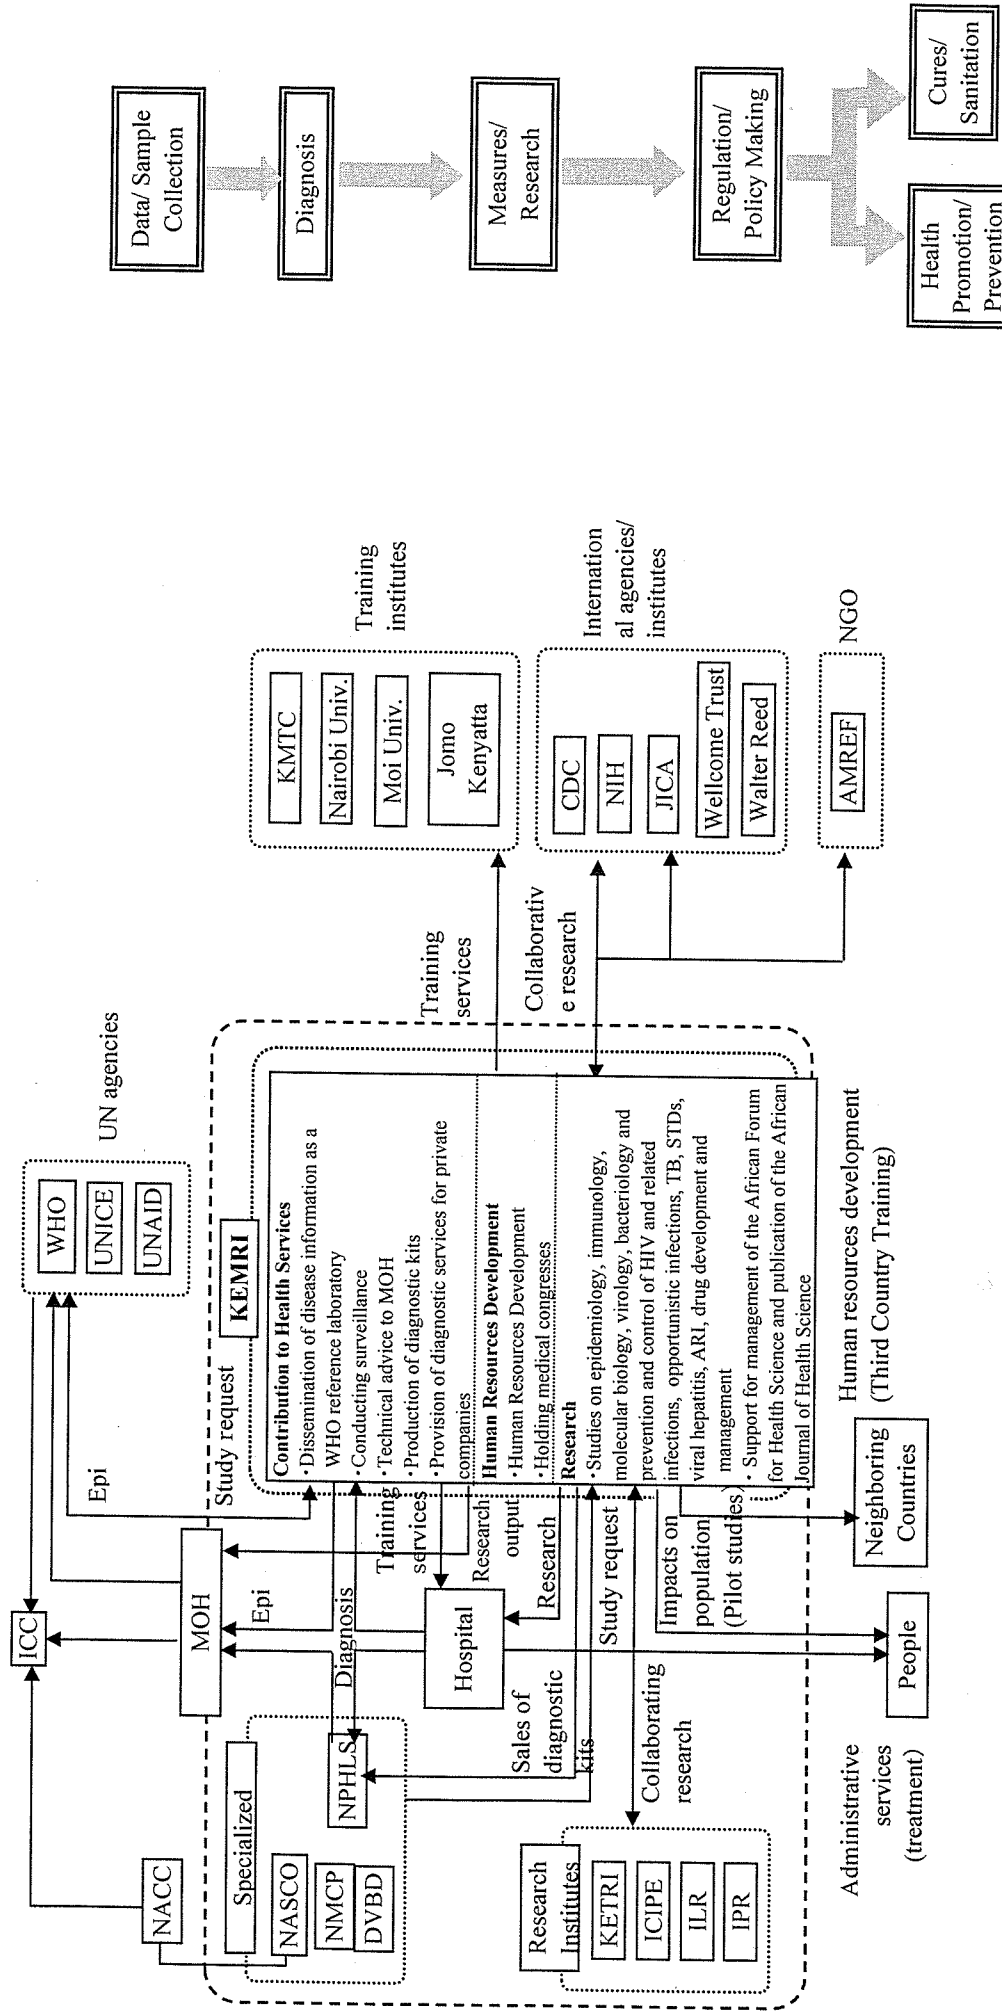 ICC
NACC
MOH
WHO
UNICE
UNAID
UN agencies
Epi
Study request
KEMRI
Specialized
NASCO
NMCP
DVBD
NPHLS
Epi
Diagnosis
Training
services
Hospital
Research
output
Research
Sales of
diagnostic
kits
Study request
Collaborating
research
Impacts on
population
(Pilot studies)
Research
Institutes
KETRI
ICIPE
ILR
IPR
Contribution to Health Services
・Dissemination of disease information as a
WHO reference laboratory
・Conducting surveillance
・Technical advice to MOH
・Production of diagnostic kits
・Provision of diagnostic services for private
companies
Human Resources Development
・Human Resources Development
・Holding medical congresses
Research
・Studies on epidemiology, immunology,
molecular biology, virology, bacteriology and
prevention and control of HIV and related
infections, opportunistic infections, TB, STDs,
viral hepatitis, ARI, drug development and
management
・Support for management of the African Forum
for Health Science and publication of the African
Journal of Health Science
Training
services
Collaborativ
e research
KMTC
Nairobi Univ.
Moi Univ.
Jomo
Kenyatta
Training
institutes
CDC
NIH
JICA
Wellcome Trust
Walter Reed
Internation
al agencies/
institutes
AMREF
NGO
Administrative
services
(treatment)
People
Neighboring
Countries
Human resources development
(Third Country Training)
Data/ Sample
Collection
Diagnosis
Measures/
Research
Regulation/
Policy Making
Health
Promotion/
Prevention
Cures/
Sanitation